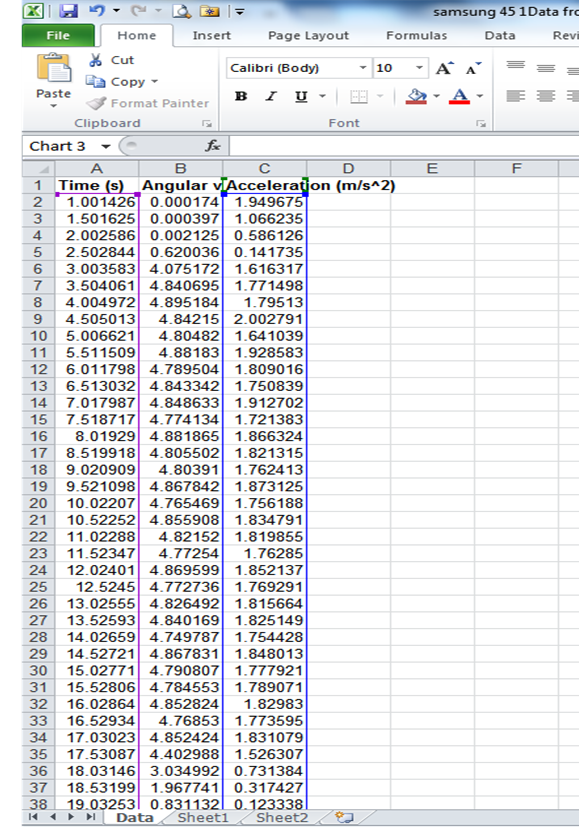 samsung 45 1Data fro
File Home Insert Page Layout Formulas Data Revi
Cut
Copy
Format Painter
Paste
Calibri (Body) 10 A A
B I U A
Clipboard Font
Chart 3 fx
A B C D E F
1 Time (s) Angular v Acceleration (m/s^2)
2 1.001426 0.000174 1.949675
3 1.501625 0.000397 1.066235
4 2.002586 0.002125 0.586126
5 2.502844 0.620036 0.141735
6 3.003583 4.075172 1.616317
7 3.504061 4.840695 1.771498
8 4.004972 4.895184 1.79513
9 4.505013 4.84215 2.002791
10 5.006621 4.80482 1.641039
11 5.511509 4.88183 1.928583
12 6.011798 4.789504 1.809016
13 6.513032 4.843342 1.750839
14 7.017987 4.848633 1.912702
15 7.518717 4.774134 1.721383
16 8.01929 4.881865 1.866324
17 8.519918 4.805502 1.821315
18 9.020909 4.80391 1.762413
19 9.521098 4.867842 1.873125
20 10.02207 4.765469 1.756188
21 10.52252 4.855908 1.834791
22 11.02288 4.82152 1.819855
23 11.52347 4.77254 1.76285
24 12.02401 4.869599 1.852137
25 12.5245 4.772736 1.769291
26 13.02555 4.826492 1.815664
27 13.52593 4.840169 1.825149
28 14.02659 4.749787 1.754428
29 14.52721 4.867831 1.848013
30 15.02771 4.790807 1.777921
31 15.52806 4.784553 1.789071
32 16.02864 4.852824 1.82983
33 16.52934 4.76853 1.773595
34 17.03023 4.852424 1.831079
35 17.53087 4.402988 1.526307
36 18.03146 3.034992 0.731384
37 18.53199 1.967741 0.317427
38 19.03253 0.831132 0.123338
Data Sheet1 Sheet2